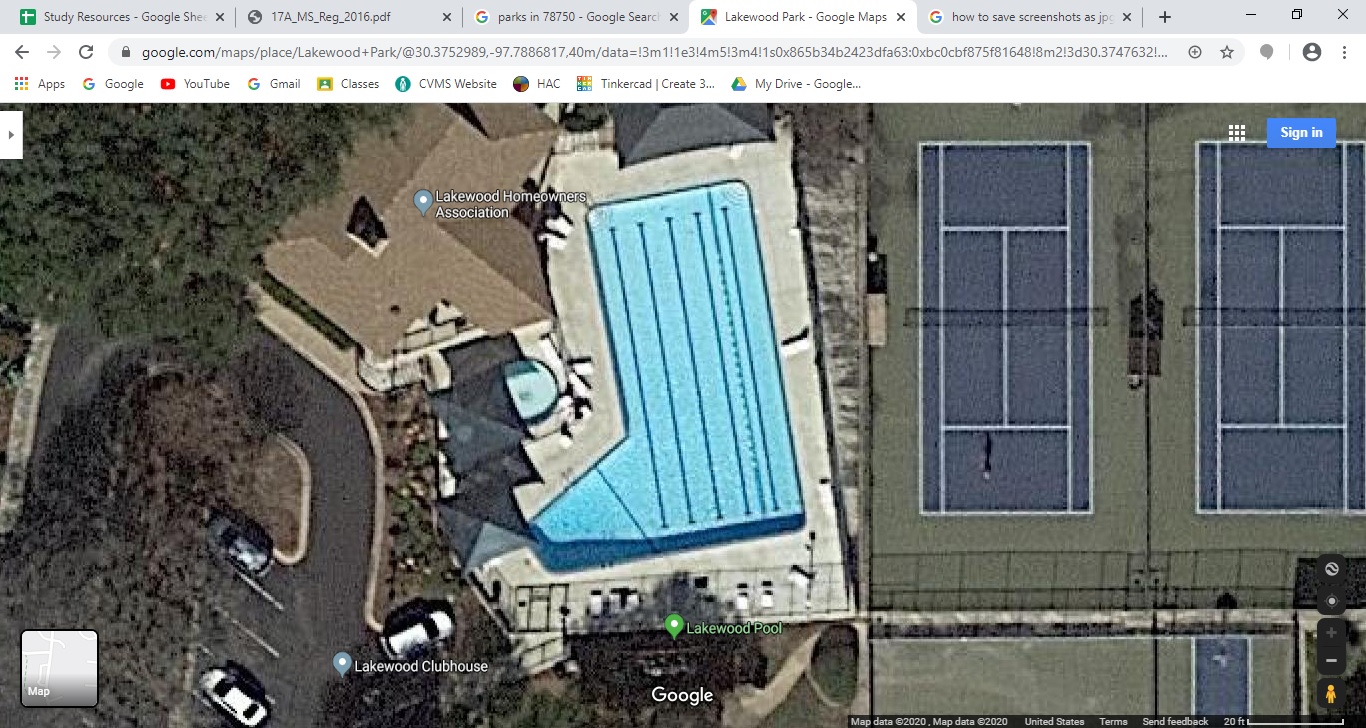 Study Resources - Google She
17A_MS_Reg_2016.pdf
parks in 78750 - Google Search
Lakewood Park - Google Maps
how to save screenshots as jpg
google.com/maps/place/Lakewood+Park/@30.3752989,-97.7886817,40m/data=!3m1!1e3!4m5!3m4!1s0x865b34b2423dfa63:0xbc0cbf875f81648!8m2!3d30.3747632!...
Apps
Google
YouTube
Gmail
Classes
CVMS Website
HAC
Tinkercad | Create 3...
My Drive - Google...
Sign in
Lakewood Homeowners
Association
Lakewood Pool
Lakewood Clubhouse
Map
Google
Map data ©2020 , Map data ©2020 United States Terms Send feedback 20 ft